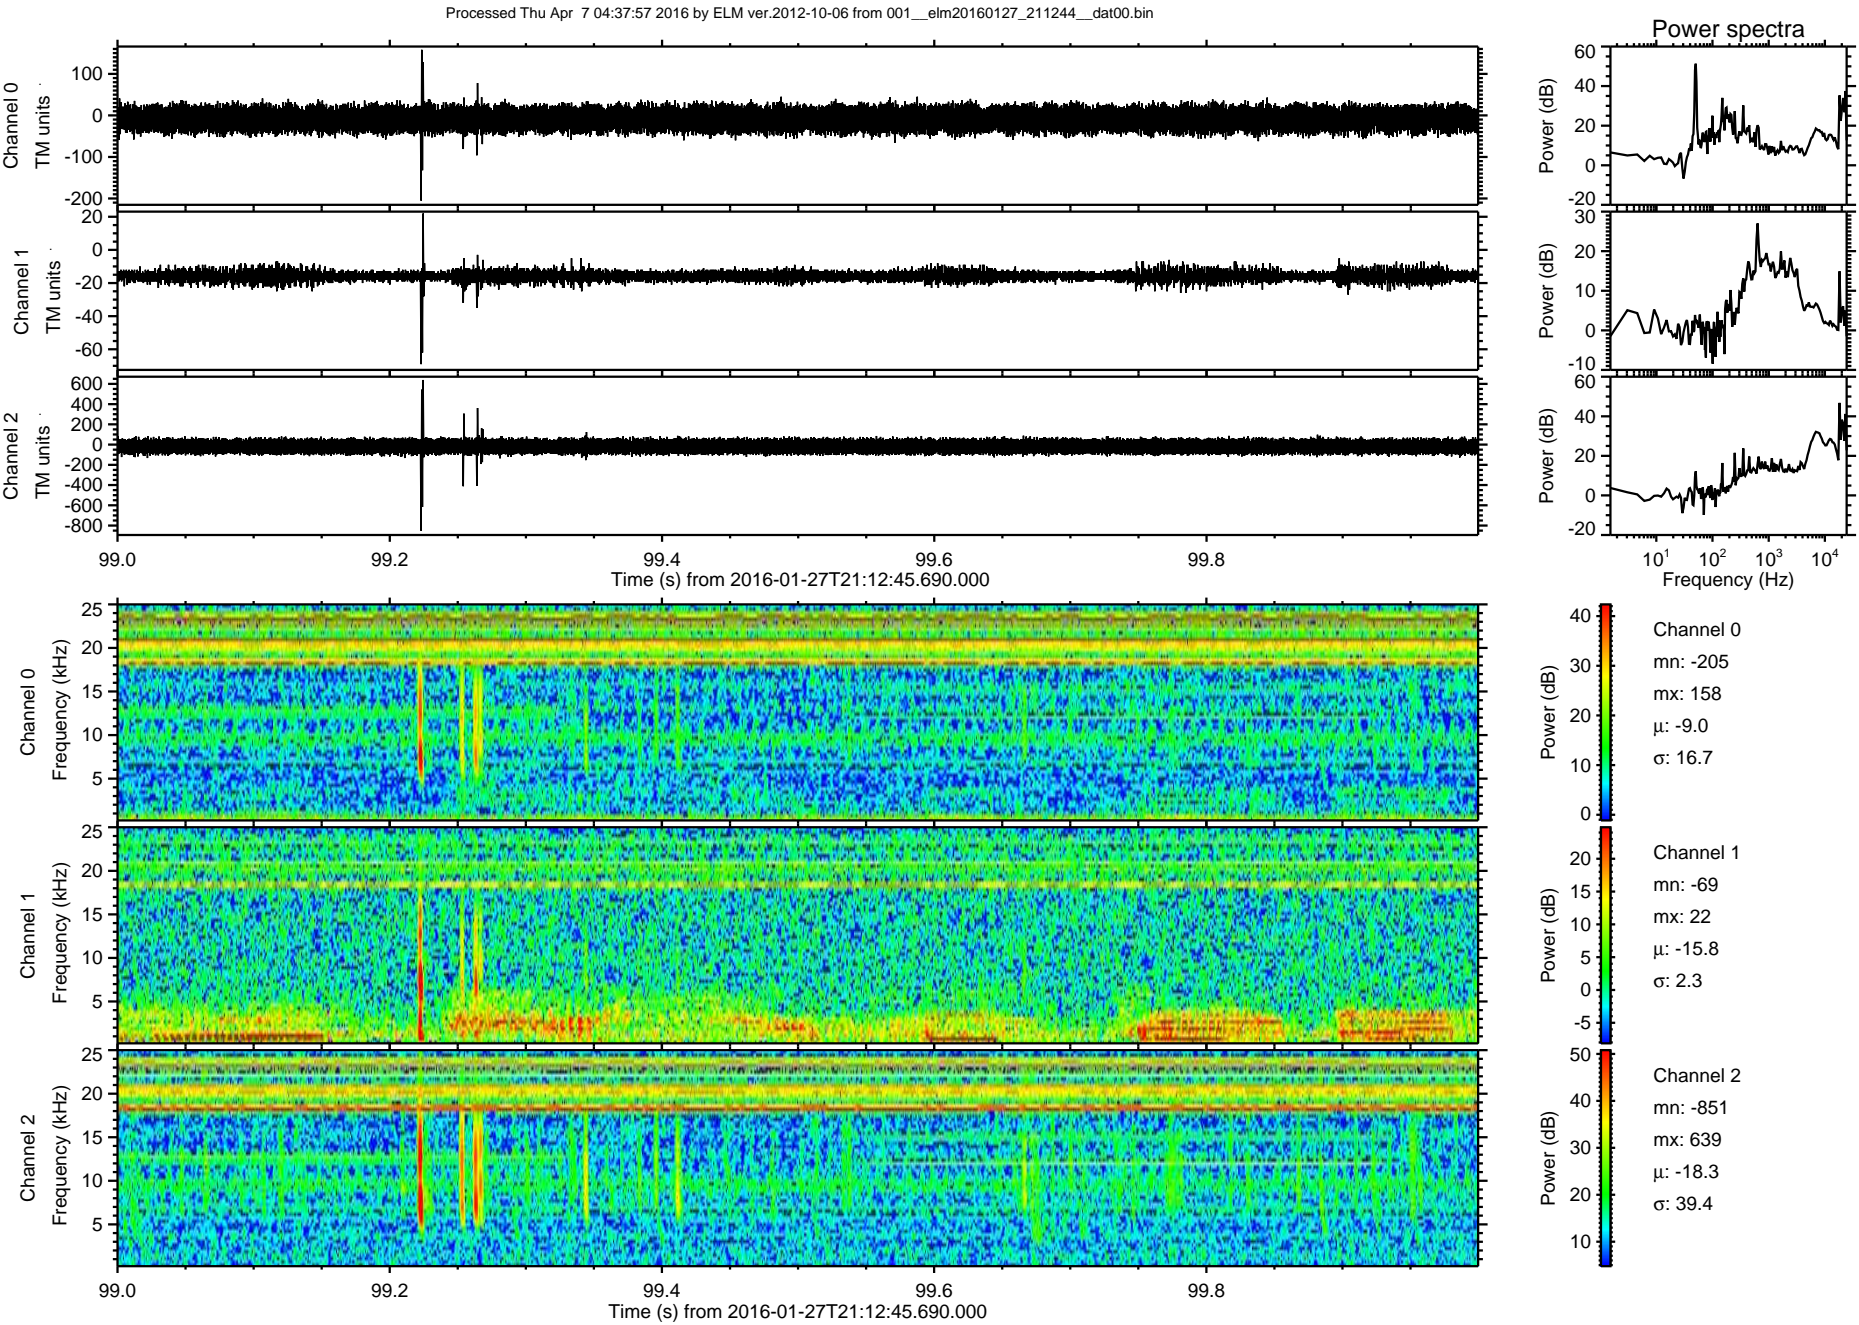 Processed Thu Apr  7 04:37:57 2016 by ELM ver.2012-10-06 from 001__elm20160127_211244__dat00.bin
Power spectra
Channel 0
TM units
100
0
-100
-200
Power (dB)
60
40
20
0
-20
Channel 1
TM units
20
0
-20
-40
-60
Power (dB)
30
20
10
0
-10
Channel 2
TM units
600
400
200
0
-200
-400
-600
-800
Power (dB)
60
40
20
0
-20
99.0 99.2 99.4 99.6 99.8
Time (s) from 2016-01-27T21:12:45.690.000
10^1 10^2 10^3 10^4
Frequency (Hz)
Channel 0
Frequency (kHz)
25
20
15
10
5
Power (dB)
40
30
20
10
0
Channel 0
mn: -205
mx: 158
μ: -9.0
σ: 16.7
Channel 1
Frequency (kHz)
25
20
15
10
5
Power (dB)
20
15
10
5
0
-5
Channel 1
mn: -69
mx: 22
μ: -15.8
σ: 2.3
Channel 2
Frequency (kHz)
25
20
15
10
5
Power (dB)
50
40
30
20
10
Channel 2
mn: -851
mx: 639
μ: -18.3
σ: 39.4
99.0 99.2 99.4 99.6 99.8
Time (s) from 2016-01-27T21:12:45.690.000